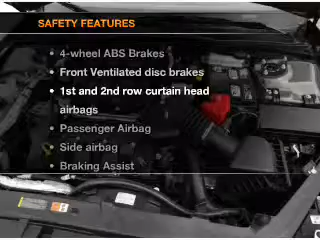 SAFETY FEATURES
• 4-wheel ABS Brakes
• Front Ventilated disc brakes
• 1st and 2nd row curtain head
airbags
• Passenger Airbag
• Side airbag
• Braking Assist